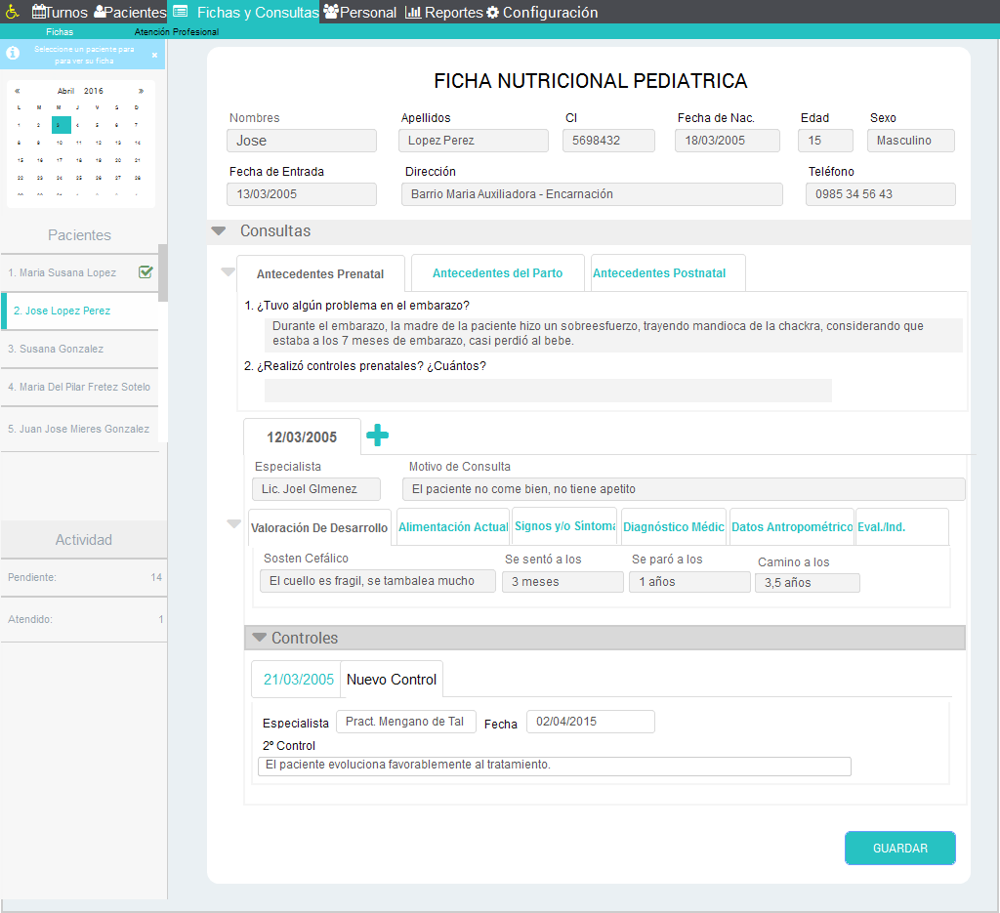 Turnos Pacientes Fichas y Consultas Personal Reportes Configuración
Fichas Atención Profesional
Seleccione un paciente para
para ver su ficha ×
« Abril 2016 »
L M M J V S D
1 2 3 4 5 6 7
8 9 10 11 12 13 14
15 16 17 18 19 20 21
22 23 24 25 26 27 28
Pacientes
1. Maria Susana Lopez
2. Jose Lopez Perez
3. Susana Gonzalez
4. Maria Del Pilar Fretez Sotelo
5. Juan Jose Mieres Gonzalez
Actividad
Pendiente: 14
Atendido: 1
FICHA NUTRICIONAL PEDIATRICA
Nombres Apellidos CI Fecha de Nac. Edad Sexo
Jose Lopez Perez 5698432 18/03/2005 15 Masculino
Fecha de Entrada Dirección Teléfono
13/03/2005 Barrio Maria Auxiliadora - Encarnación 0985 34 56 43
Consultas
Antecedentes Prenatal Antecedentes del Parto Antecedentes Postnatal
1. ¿Tuvo algún problema en el embarazo?
Durante el embarazo, la madre de la paciente hizo un sobreesfuerzo, trayendo mandioca de la chackra, considerando que
estaba a los 7 meses de embarazo, casi perdió al bebe.
2. ¿Realizó controles prenatales? ¿Cuántos?
12/03/2005
Especialista Motivo de Consulta
Lic. Joel GImenez El paciente no come bien, no tiene apetito
Valoración De Desarrollo Alimentación Actual Signos y/o Sintoma Diagnóstico Médic Datos Antropométrico Eval./Ind.
Sosten Cefálico Se sentó a los Se paró a los Camino a los
El cuello es fragil, se tambalea mucho 3 meses 1 años 3,5 años
Controles
21/03/2005 Nuevo Control
Especialista Pract. Mengano de Tal Fecha 02/04/2015
2º Control
El paciente evoluciona favorablemente al tratamiento.
GUARDAR